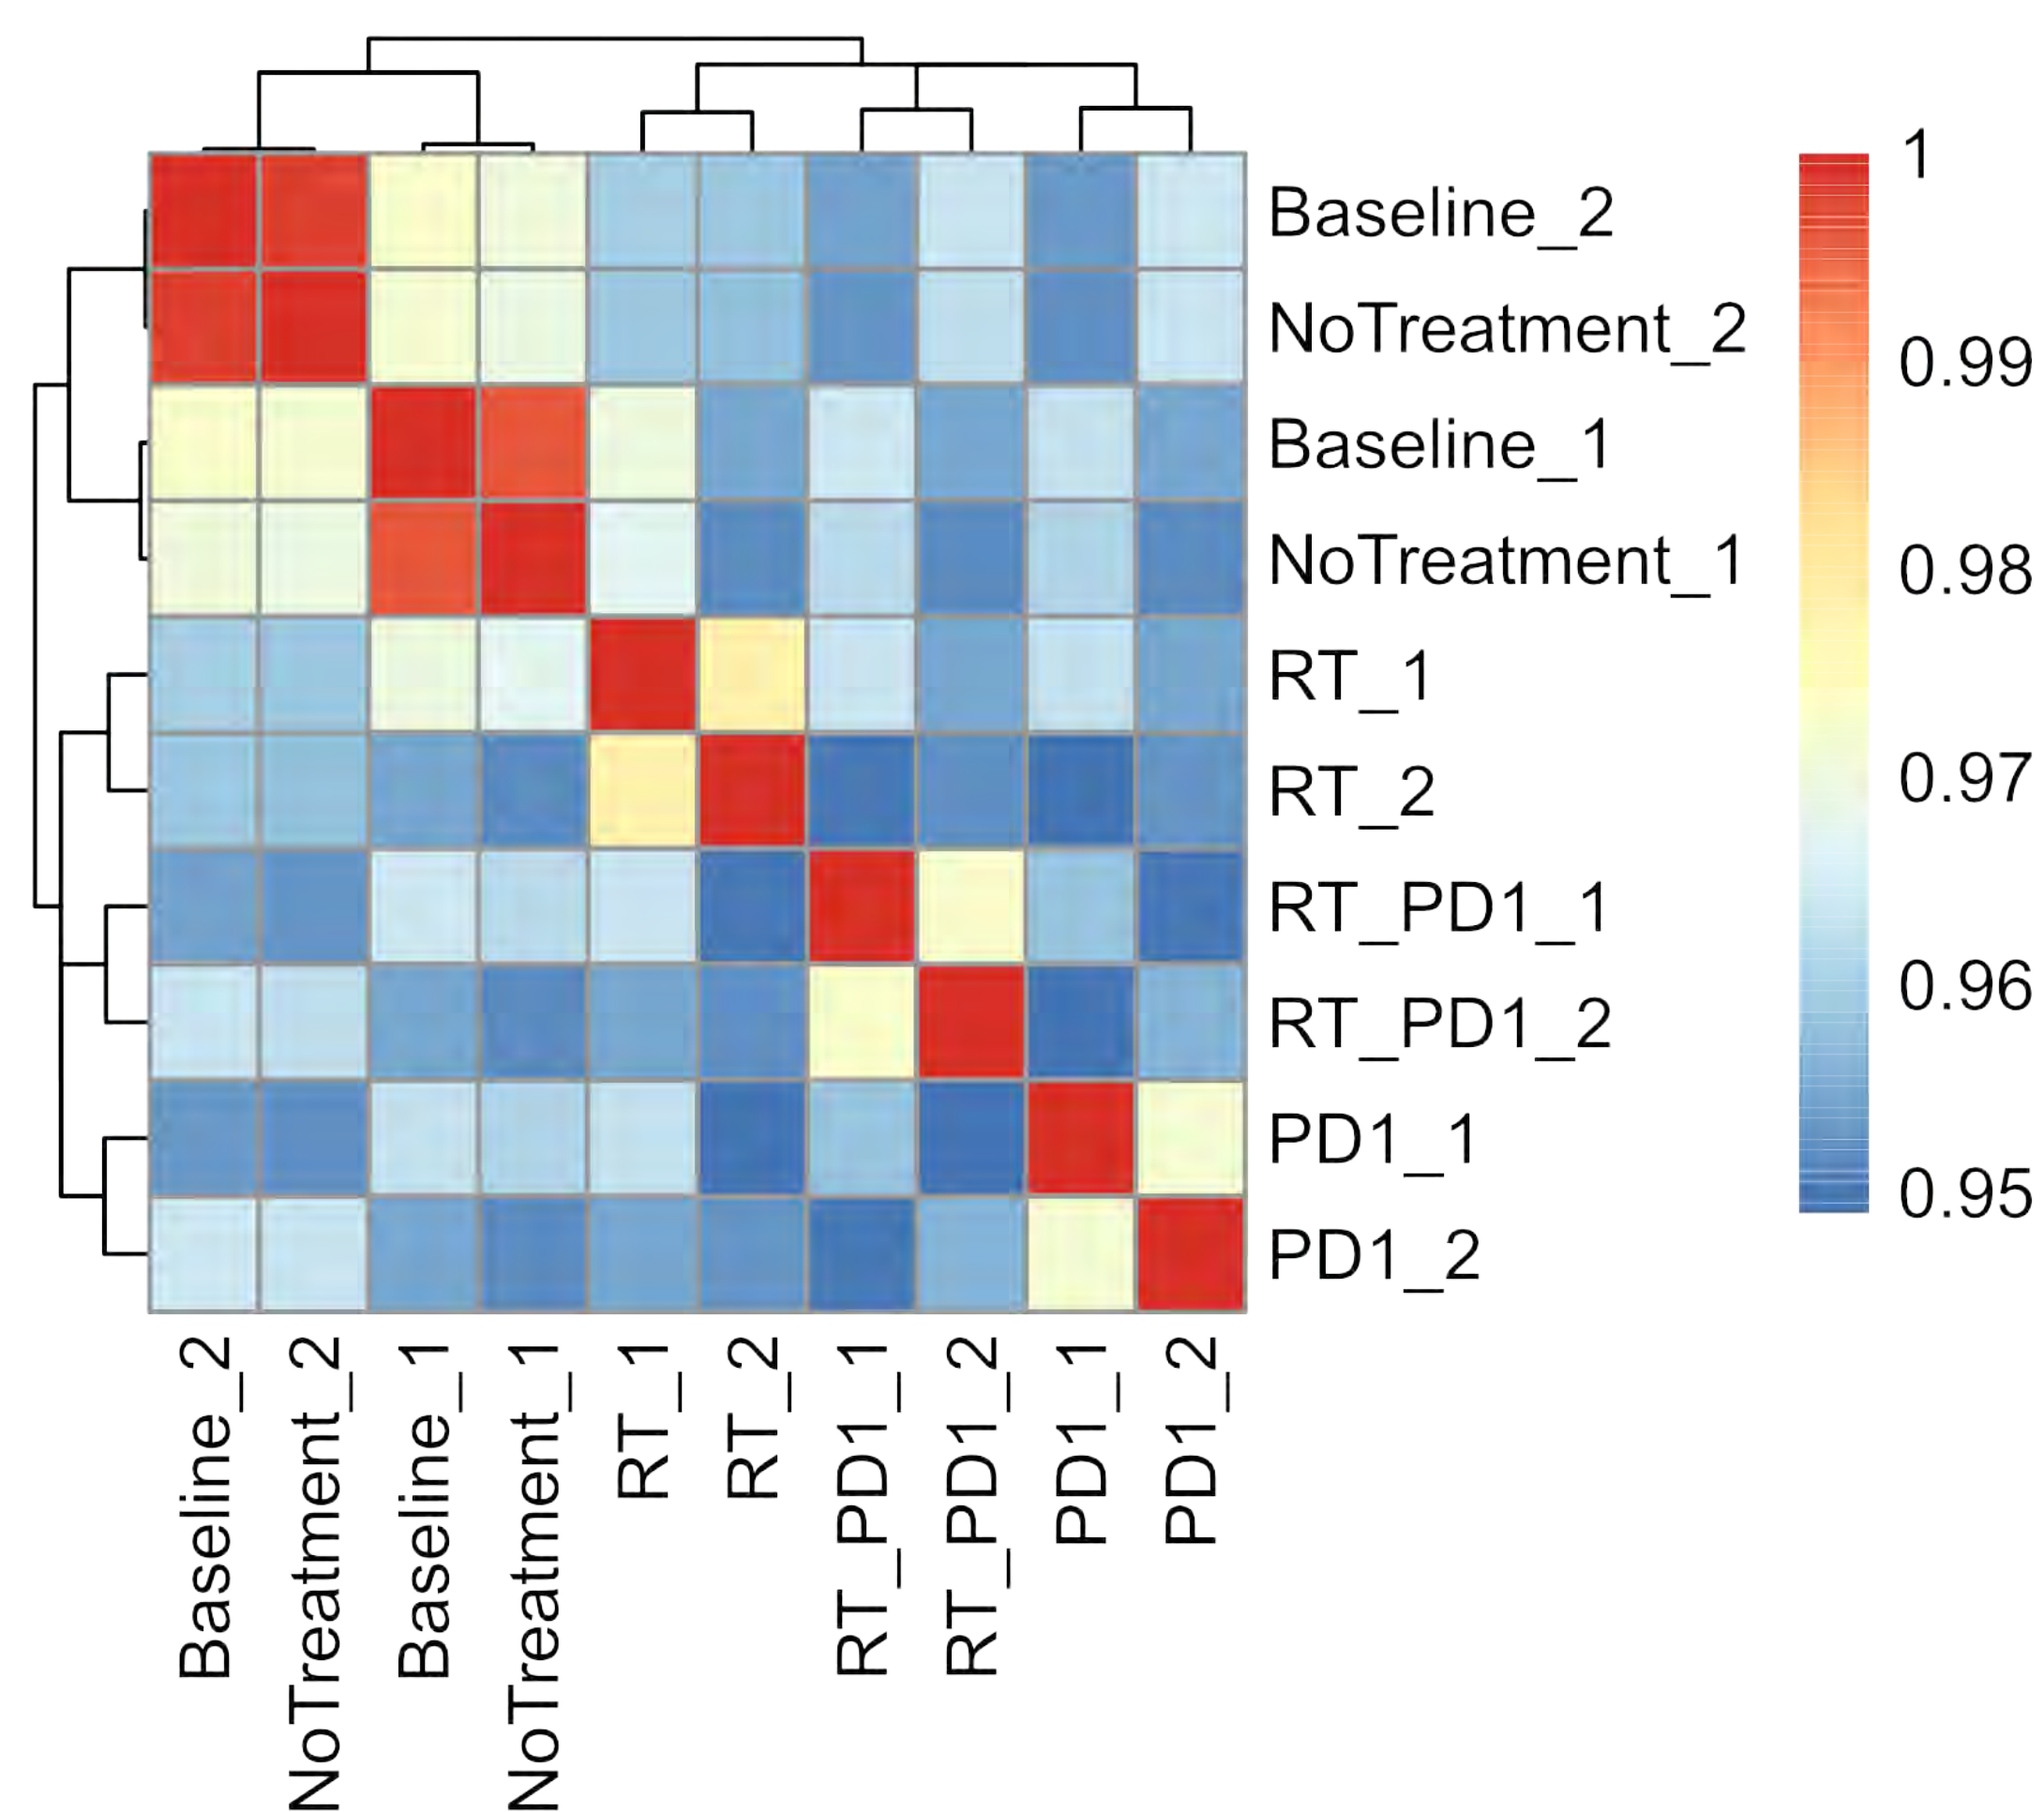 1
0.99
0.98
0.97
0.96
0.95
Baseline_2
NoTreatment_2
Baseline_1
NoTreatment_1
RT_1
RT_2
RT_PD1_1
RT_PD1_2
PD1_1
PD1_2
Baseline_2
NoTreatment_2
Baseline_1
NoTreatment_1
RT_1
RT_2
RT_PD1_1
RT_PD1_2
PD1_1
PD1_2